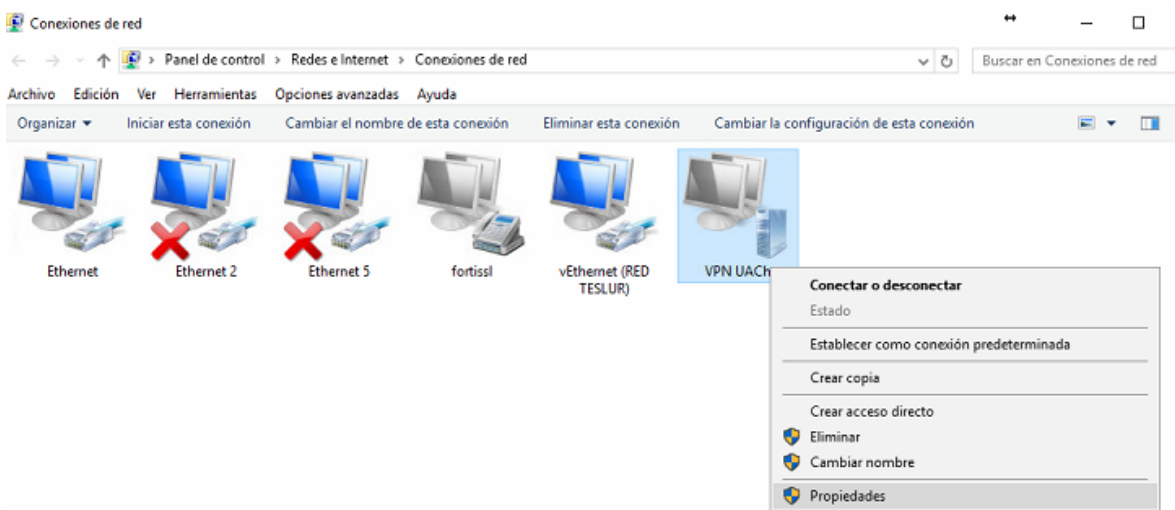 Conexiones de red
Panel de control > Redes e Internet > Conexiones de red
Buscar en Conexiones de red
Archivo Edición Ver Herramientas Opciones avanzadas Ayuda
Organizar Iniciar esta conexión Cambiar el nombre de esta conexión Eliminar esta conexión Cambiar la configuración de esta conexión
Ethernet Ethernet 2 Ethernet 5 fortissl vEthernet (RED VPN UACh
TESLUR)
Conectar o desconectar
Estado
Establecer como conexión predeterminada
Crear copia
Crear acceso directo
Eliminar
Cambiar nombre
Propiedades